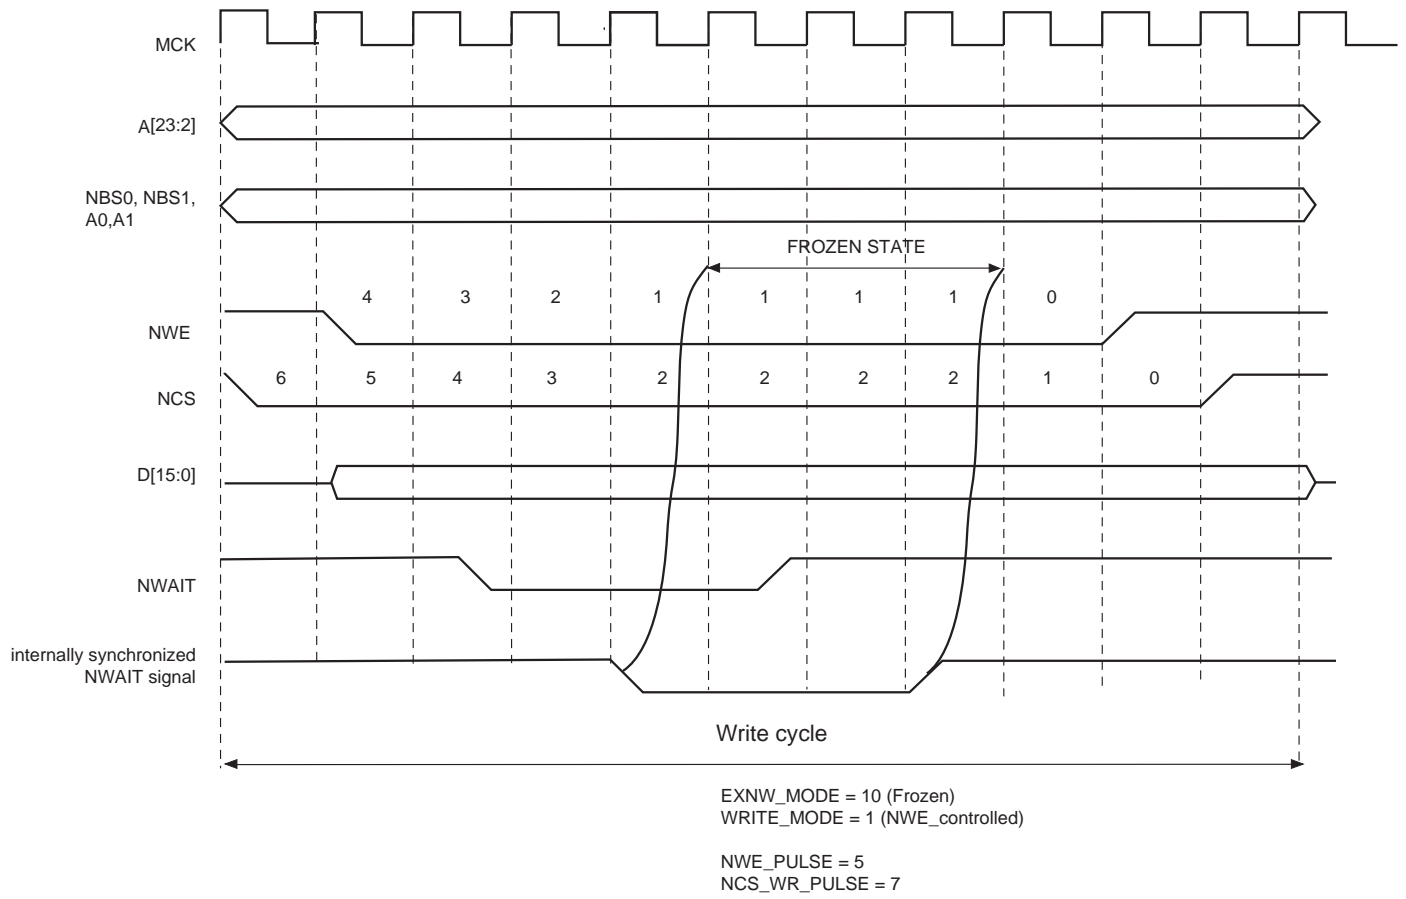 MCK
A[23:2]
NBS0, NBS1,
A0,A1
FROZEN STATE
4 3 2 1 1 1 1 0
NWE
6 5 4 3 2 2 2 2 1 0
NCS
D[15:0]
NWAIT
internally synchronized
NWAIT signal
Write cycle
EXNW_MODE = 10 (Frozen)
WRITE_MODE = 1 (NWE_controlled)
NWE_PULSE = 5
NCS_WR_PULSE = 7